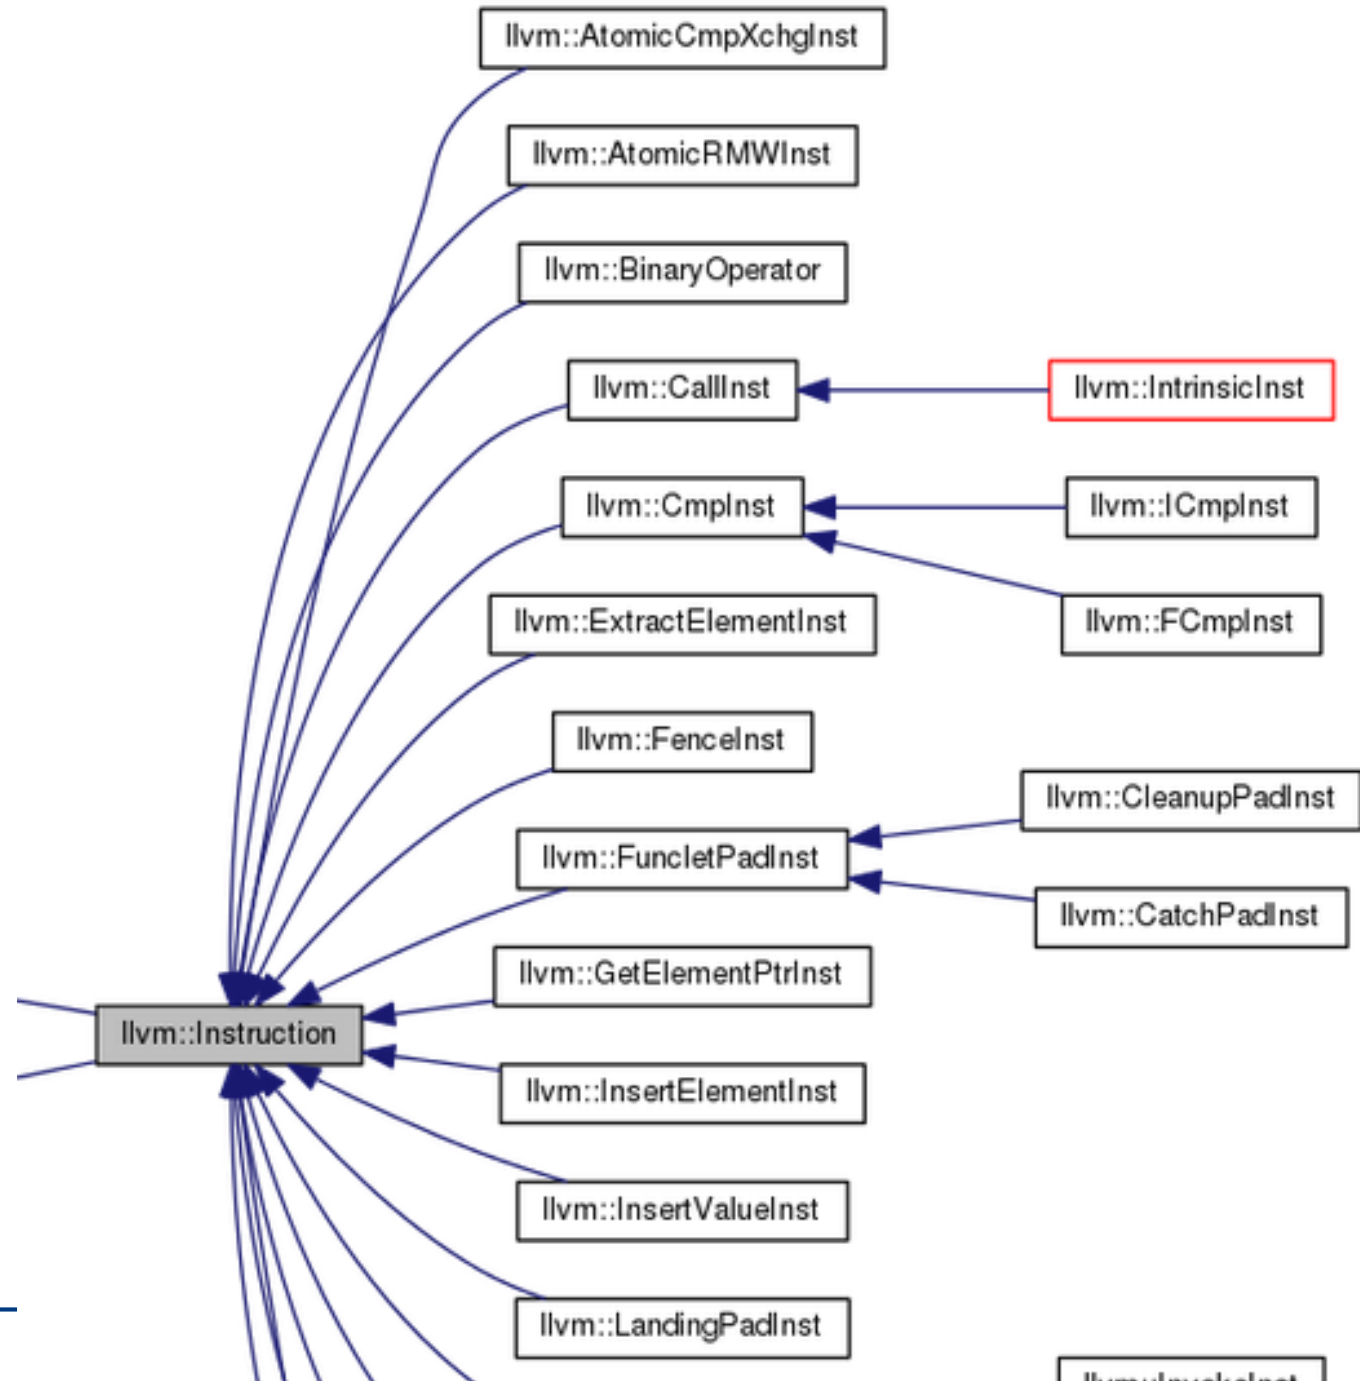 llvm::AtomicCmpXchgInst
llvm::AtomicRMWInst
llvm::BinaryOperator
llvm::CallInst
llvm::IntrinsicInst
llvm::CmpInst
llvm::ICmpInst
llvm::ExtractElementInst
llvm::FCmpInst
llvm::FenceInst
llvm::CleanupPadInst
llvm::FuncletPadInst
llvm::CatchPadInst
llvm::GetElementPtrInst
llvm::Instruction
llvm::InsertElementInst
llvm::InsertValueInst
llvm::LandingPadInst